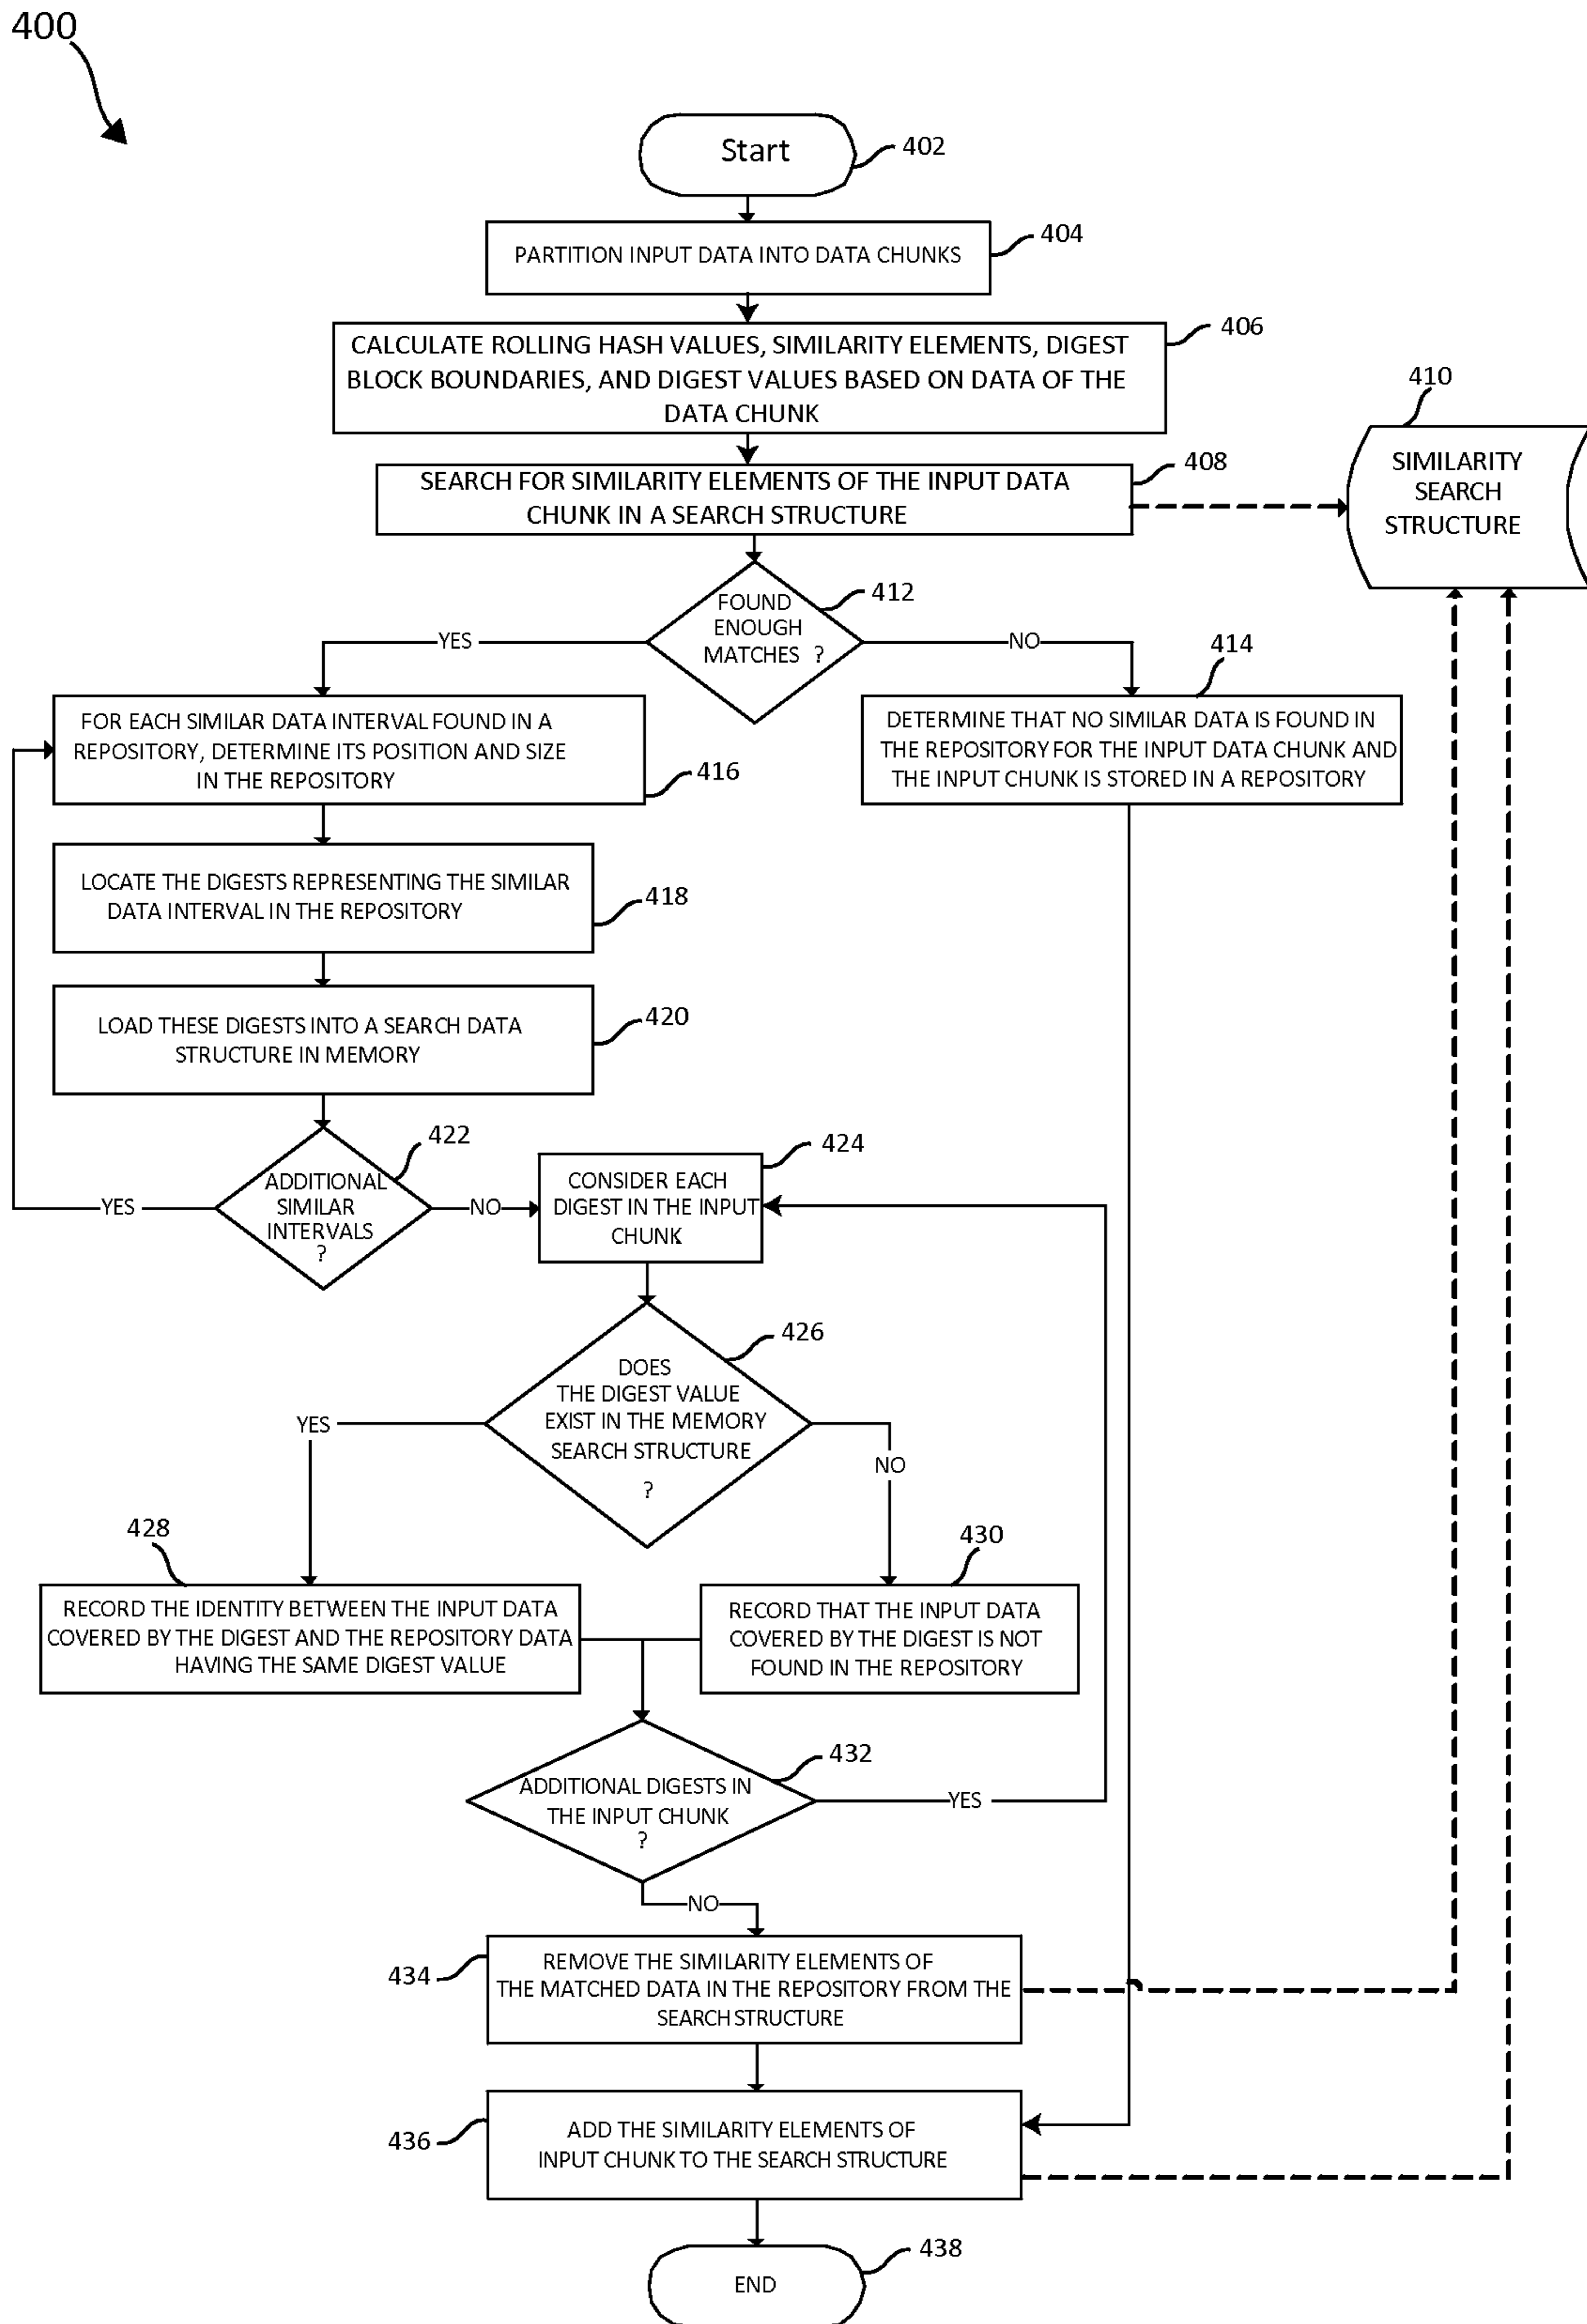 400
Start
402
PARTITION INPUT DATA INTO DATA CHUNKS
404
CALCULATE ROLLING HASH VALUES, SIMILARITY ELEMENTS, DIGEST
BLOCK BOUNDARIES, AND DIGEST VALUES BASED ON DATA OF THE
DATA CHUNK
406
SEARCH FOR SIMILARITY ELEMENTS OF THE INPUT DATA
CHUNK IN A SEARCH STRUCTURE
408
410
SIMILARITY
SEARCH
STRUCTURE
FOUND
ENOUGH
MATCHES ?
412
YES
NO
414
DETERMINE THAT NO SIMILAR DATA IS FOUND IN
THE REPOSITORY FOR THE INPUT DATA CHUNK AND
THE INPUT CHUNK IS STORED IN A REPOSITORY
FOR EACH SIMILAR DATA INTERVAL FOUND IN A
REPOSITORY, DETERMINE ITS POSITION AND SIZE
IN THE REPOSITORY
416
LOCATE THE DIGESTS REPRESENTING THE SIMILAR
DATA INTERVAL IN THE REPOSITORY
418
LOAD THESE DIGESTS INTO A SEARCH DATA
STRUCTURE IN MEMORY
420
ADDITIONAL
SIMILAR
INTERVALS
?
422
YES
NO
CONSIDER EACH
DIGEST IN THE INPUT
CHUNK
424
DOES
THE DIGEST VALUE
EXIST IN THE MEMORY
SEARCH STRUCTURE
?
426
YES
NO
428
RECORD THE IDENTITY BETWEEN THE INPUT DATA
COVERED BY THE DIGEST AND THE REPOSITORY DATA
HAVING THE SAME DIGEST VALUE
430
RECORD THAT THE INPUT DATA
COVERED BY THE DIGEST IS NOT
FOUND IN THE REPOSITORY
ADDITIONAL DIGESTS IN
THE INPUT CHUNK
?
432
YES
NO
434
REMOVE THE SIMILARITY ELEMENTS OF
THE MATCHED DATA IN THE REPOSITORY FROM THE
SEARCH STRUCTURE
436
ADD THE SIMILARITY ELEMENTS OF
INPUT CHUNK TO THE SEARCH STRUCTURE
END
438